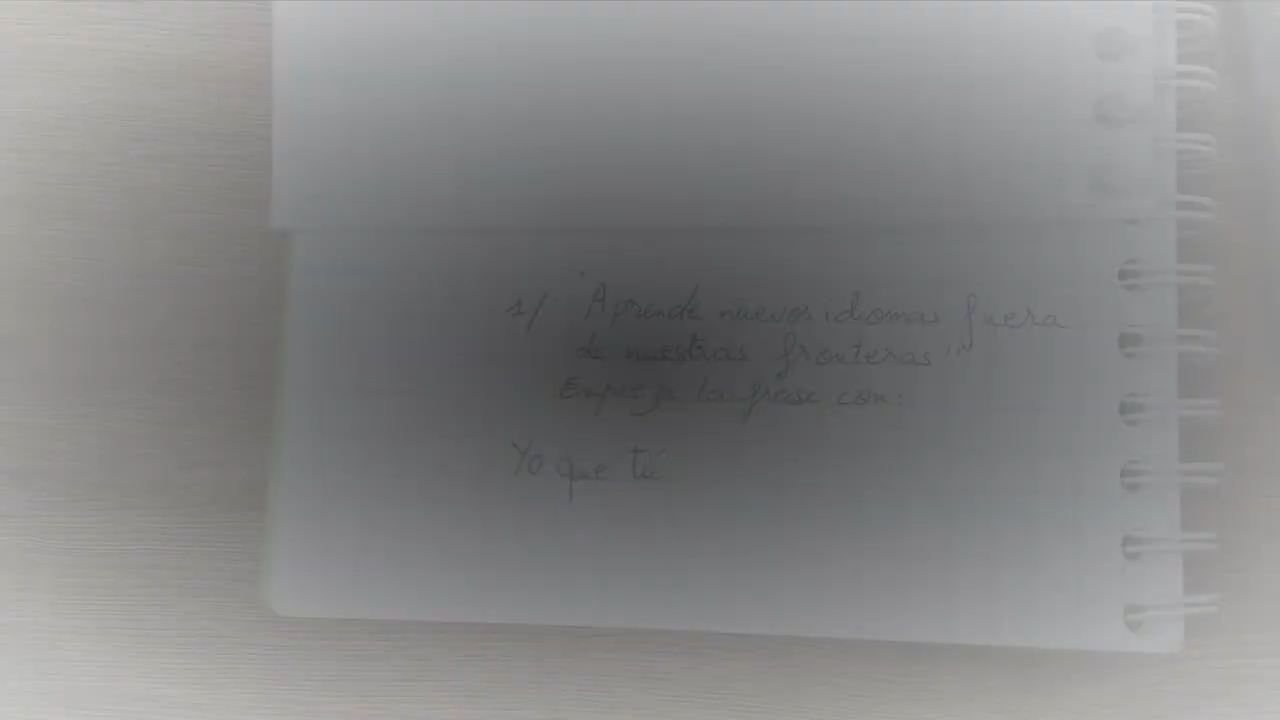 1/ "Aprende nuevos idiomas fuera
de nuestras fronteras"
Empieza la frase con:
Yo que tú